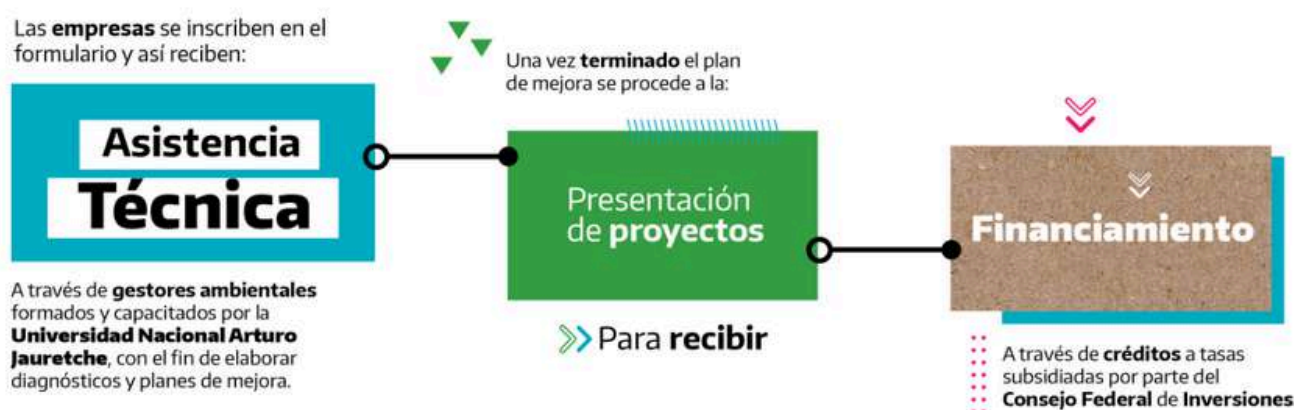 Las empresas se inscriben en el
formulario y así reciben:
Asistencia
Técnica
A través de gestores ambientales
formados y capacitados por la
Universidad Nacional Arturo
Jauretche, con el fin de elaborar
diagnósticos y planes de mejora.
Una vez terminado el plan
de mejora se procede a la:
Presentación
de proyectos
Para recibir
Financiamiento
A través de créditos a tasas
subsidiadas por parte del
Consejo Federal de Inversiones